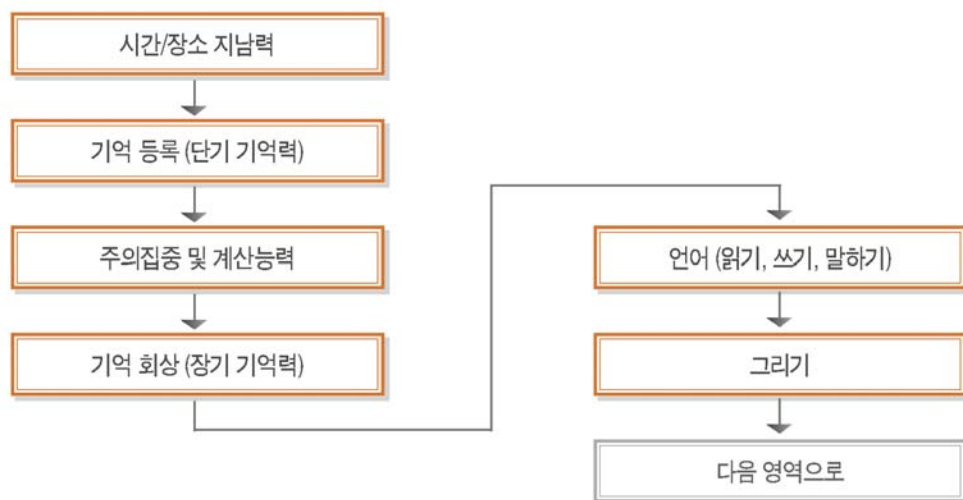 시간/장소 지남력
기억 등록 (단기 기억력)
주의집중 및 계산능력
기억 회상 (장기 기억력)
언어 (읽기, 쓰기, 말하기)
그리기
다음 영역으로